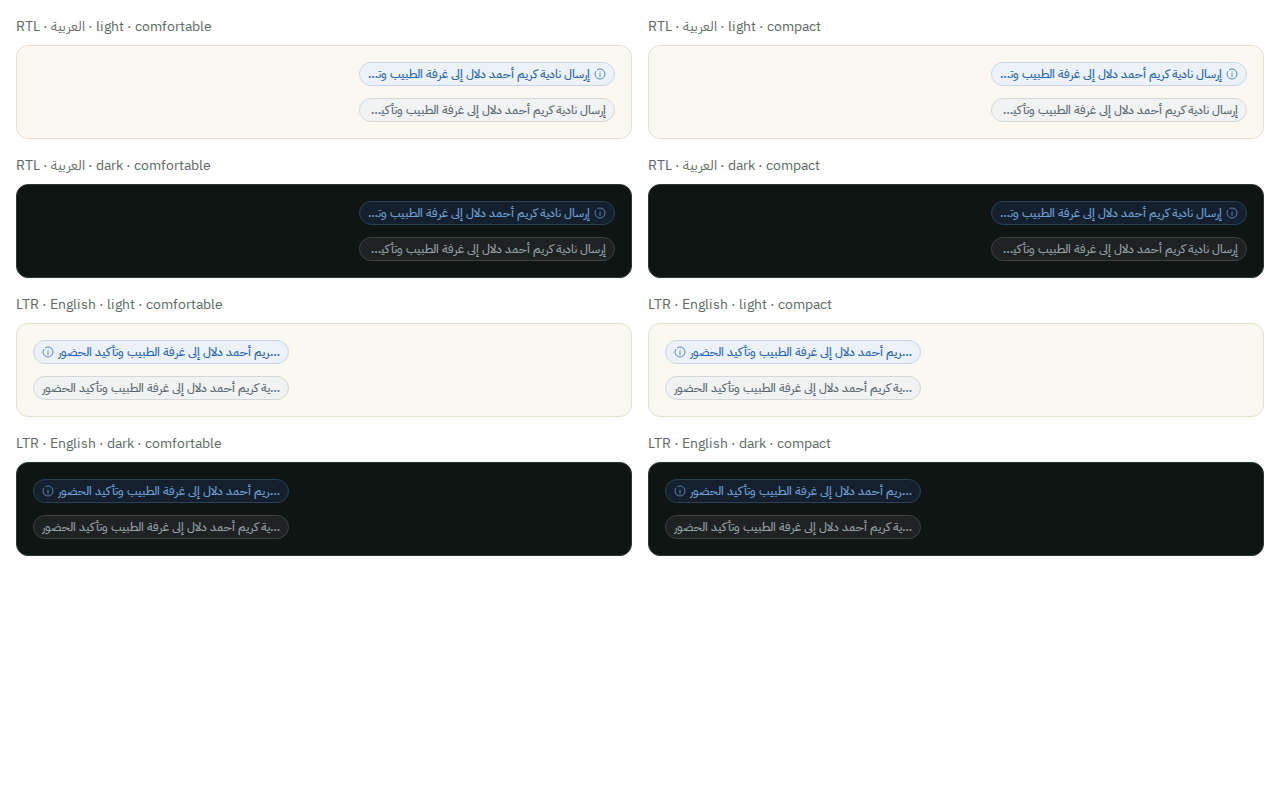 RTL · العربية · light · comfortable
إرسال نادية كريم أحمد دلال إلى غرفة الطبيب وتـ...
إرسال نادية كريم أحمد دلال إلى غرفة الطبيب وتأكيـ...
RTL · العربية · light · compact
إرسال نادية كريم أحمد دلال إلى غرفة الطبيب وتـ...
إرسال نادية كريم أحمد دلال إلى غرفة الطبيب وتأكيـ...
RTL · العربية · dark · comfortable
إرسال نادية كريم أحمد دلال إلى غرفة الطبيب وتـ...
إرسال نادية كريم أحمد دلال إلى غرفة الطبيب وتأكيـ...
RTL · العربية · dark · compact
إرسال نادية كريم أحمد دلال إلى غرفة الطبيب وتـ...
إرسال نادية كريم أحمد دلال إلى غرفة الطبيب وتأكيـ...
LTR · English · light · comfortable
...ريم أحمد دلال إلى غرفة الطبيب وتأكيد الحضور
...ية كريم أحمد دلال إلى غرفة الطبيب وتأكيد الحضور
LTR · English · light · compact
...ريم أحمد دلال إلى غرفة الطبيب وتأكيد الحضور
...ية كريم أحمد دلال إلى غرفة الطبيب وتأكيد الحضور
LTR · English · dark · comfortable
...ريم أحمد دلال إلى غرفة الطبيب وتأكيد الحضور
...ية كريم أحمد دلال إلى غرفة الطبيب وتأكيد الحضور
LTR · English · dark · compact
...ريم أحمد دلال إلى غرفة الطبيب وتأكيد الحضور
...ية كريم أحمد دلال إلى غرفة الطبيب وتأكيد الحضور